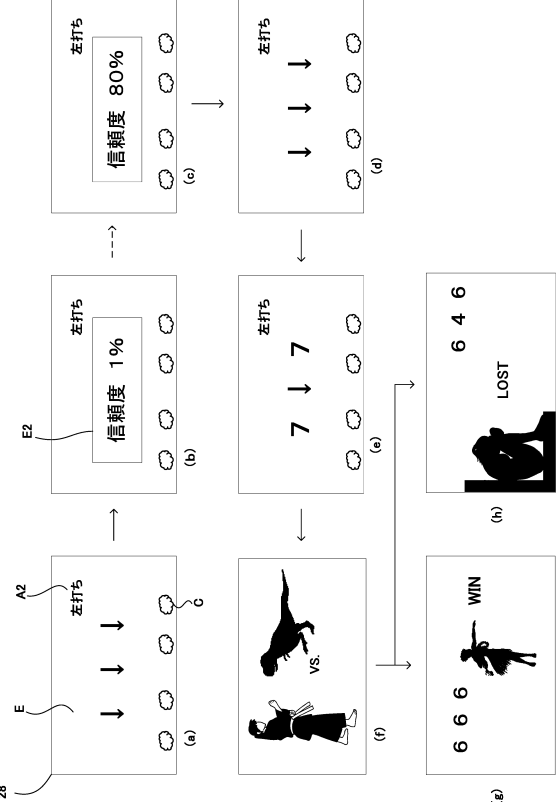 28
E
A2
左打ち
C
(a)
E2
左打ち
信頼度 1%
(b)
左打ち
信頼度 80%
(c)
VS.
(f)
左打ち
7 7
(e)
左打ち
(d)
6 6 6
WIN
(g)
6 4 6
LOST
(h)